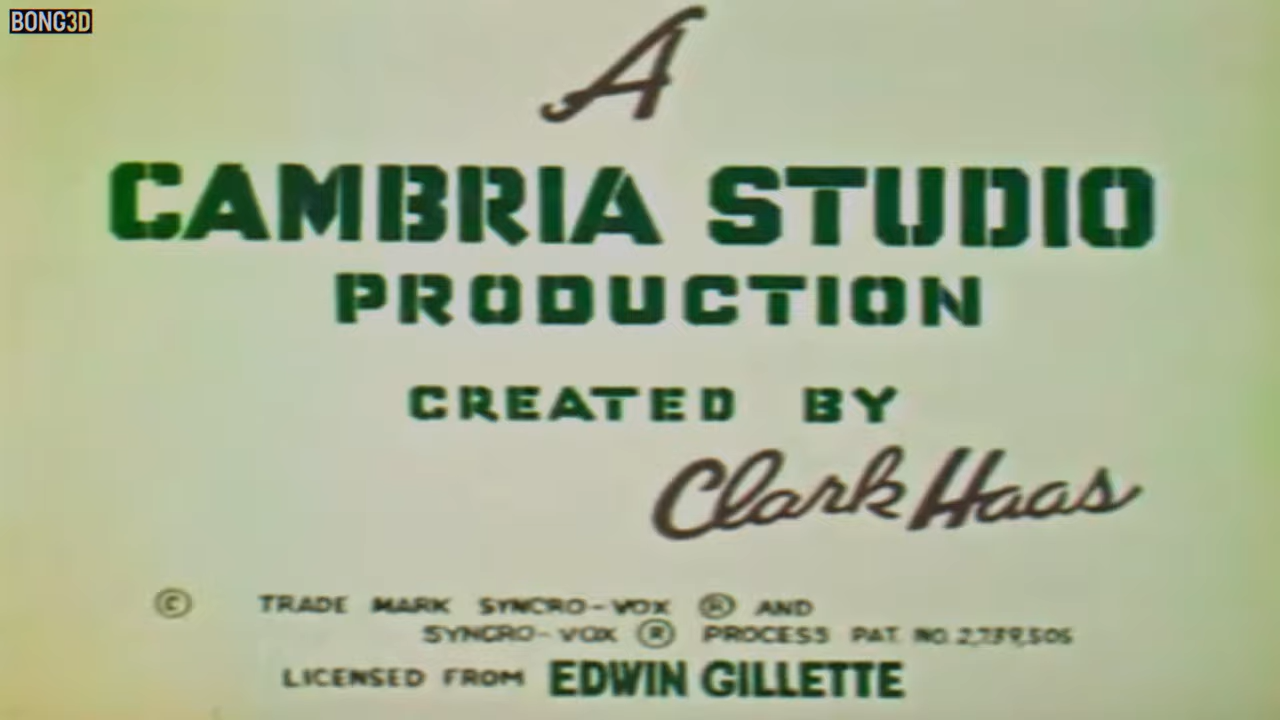 BONG3D
A
CAMBRIA STUDIO
PRODUCTION
CREATED BY
Clark Haas
© TRADE MARK SYNCRO-VOX ® AND
SYNCRO-VOX ® PROCESS PAT. NO. 2,739,505
LICENSED FROM EDWIN GILLETTE